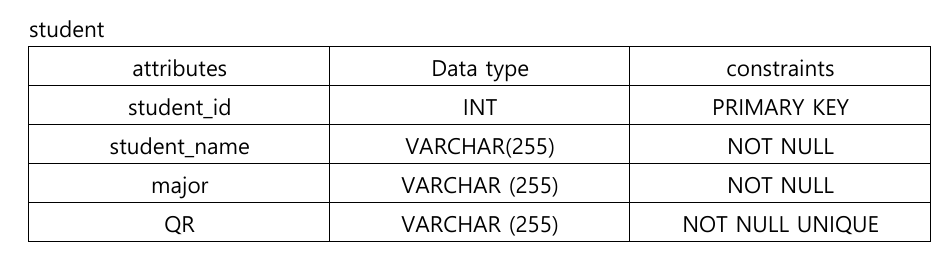 student
attributes Data type constraints
student_id INT PRIMARY KEY
student_name VARCHAR(255) NOT NULL
major VARCHAR (255) NOT NULL
QR VARCHAR (255) NOT NULL UNIQUE